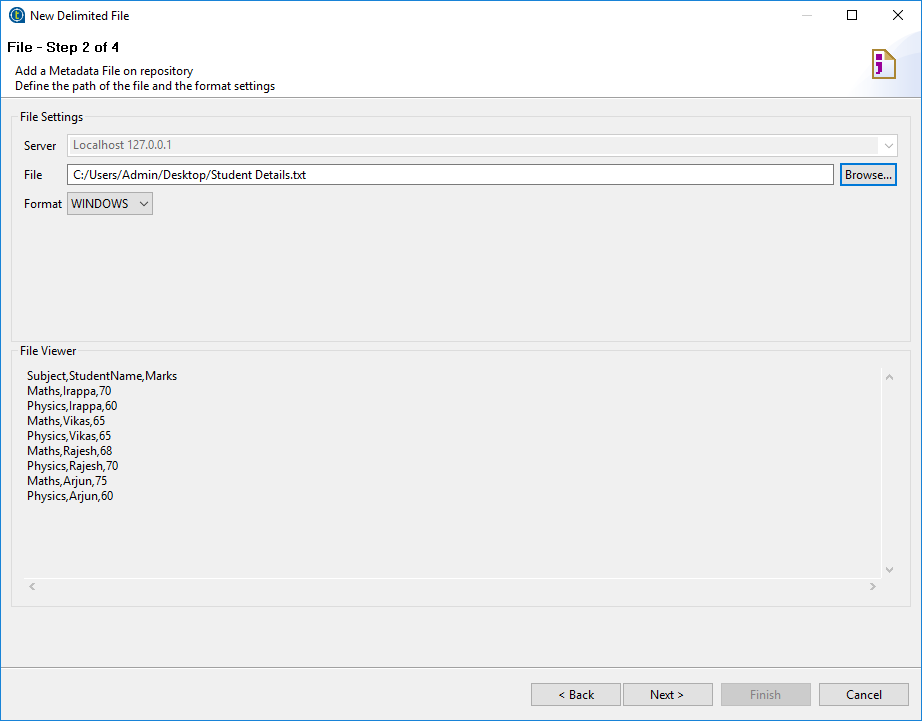 New Delimited File
File - Step 2 of 4
Add a Metadata File on repository
Define the path of the file and the format settings
File Settings
Server Localhost 127.0.0.1
File C:/Users/Admin/Desktop/Student Details.txt Browse...
Format WINDOWS
File Viewer
Subject,StudentName,Marks
Maths,Irappa,70
Physics,Irappa,60
Maths,Vikas,65
Physics,Vikas,65
Maths,Rajesh,68
Physics,Rajesh,70
Maths,Arjun,75
Physics,Arjun,60
< Back Next > Finish Cancel